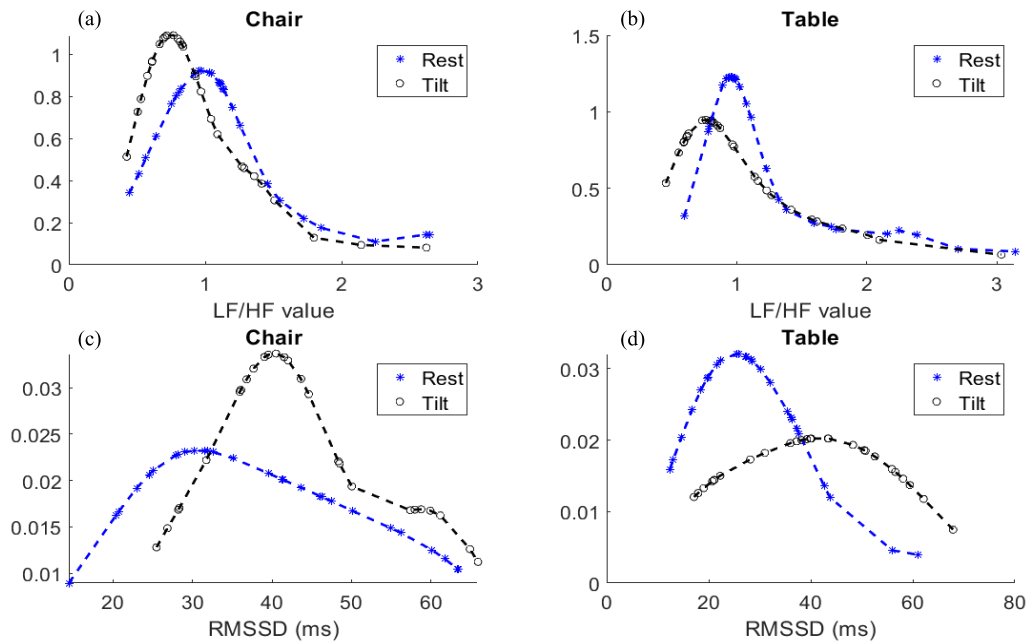 (a)
Chair
1
0.8
0.6
0.4
0.2
0
0
1
2
3
LF/HF value
Rest
Tilt
(b)
Table
1.5
1
0.5
0
0
1
2
3
LF/HF value
Rest
Tilt
(c)
Chair
0.03
0.025
0.02
0.015
0.01
20
30
40
50
60
RMSSD (ms)
Rest
Tilt
(d)
Table
0.03
0.02
0.01
0
0
20
40
60
80
RMSSD (ms)
Rest
Tilt